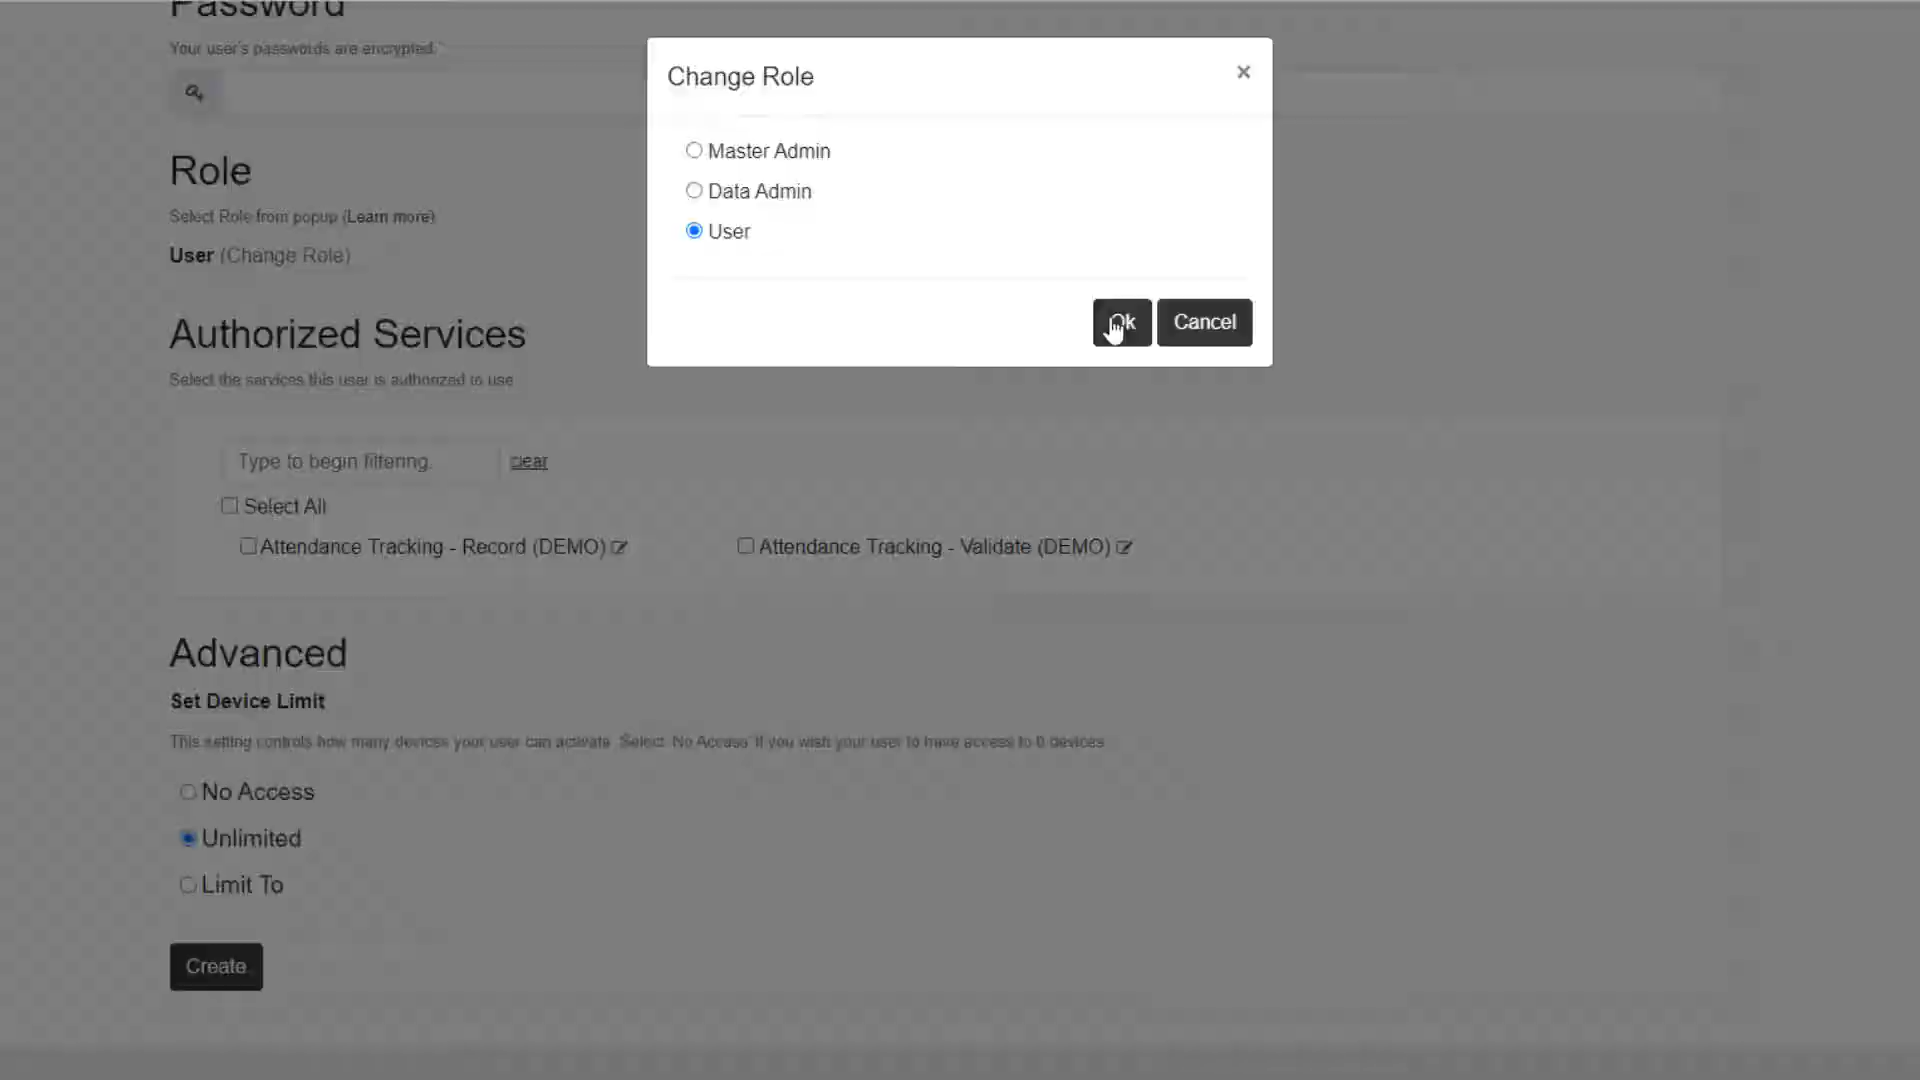 Password
Your user's passwords are encrypted.
Change Role
×
Master Admin
Data Admin
User
Ok
Cancel
Role
Select Role from popup (Learn more)
User (Change Role)
Authorized Services
Select the services this user is authorized to use
Type to begin filtering.
clear
Select All
Attendance Tracking - Record (DEMO)
Attendance Tracking - Validate (DEMO)
Advanced
Set Device Limit
This setting controls how many devices your user can activate. Select 'No Access' if you wish your user to have access to 0 devices.
No Access
Unlimited
Limit To
Create